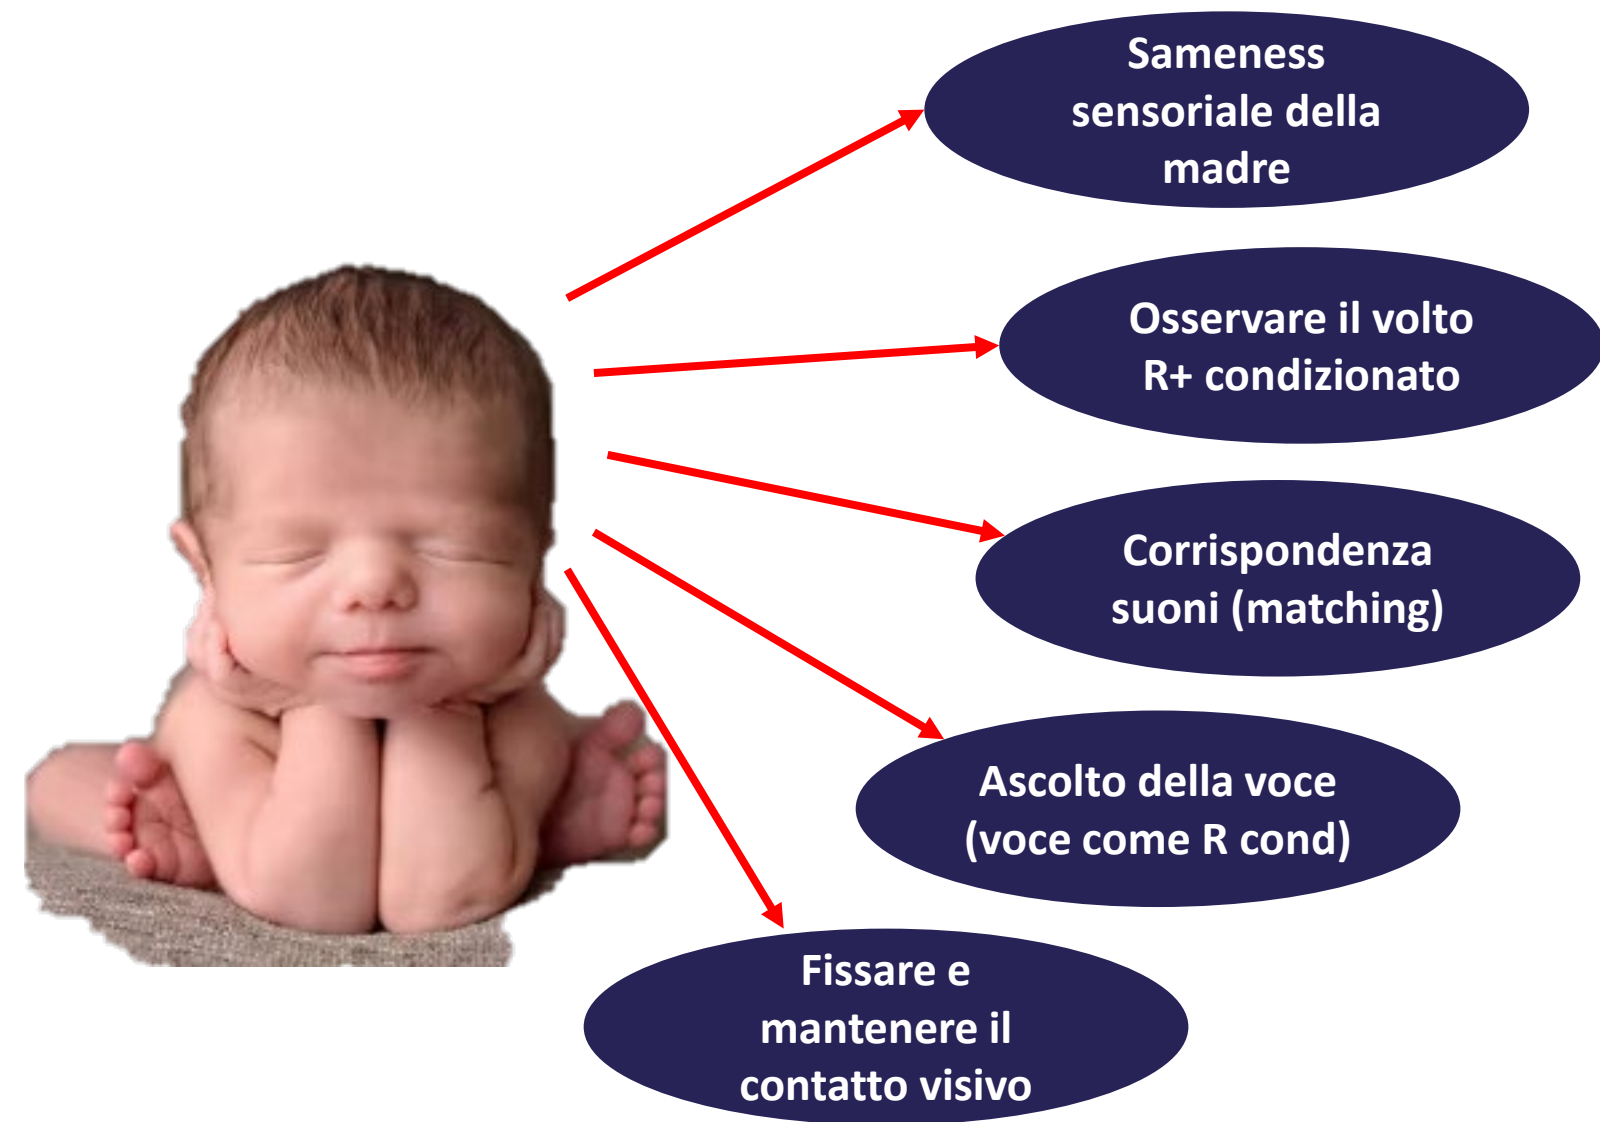 Sameness
sensoriale della
madre
Osservare il volto
R+ condizionato
Corrispondenza
suoni (matching)
Ascolto della voce
(voce come R cond)
Fissare e
mantenere il
contatto visivo